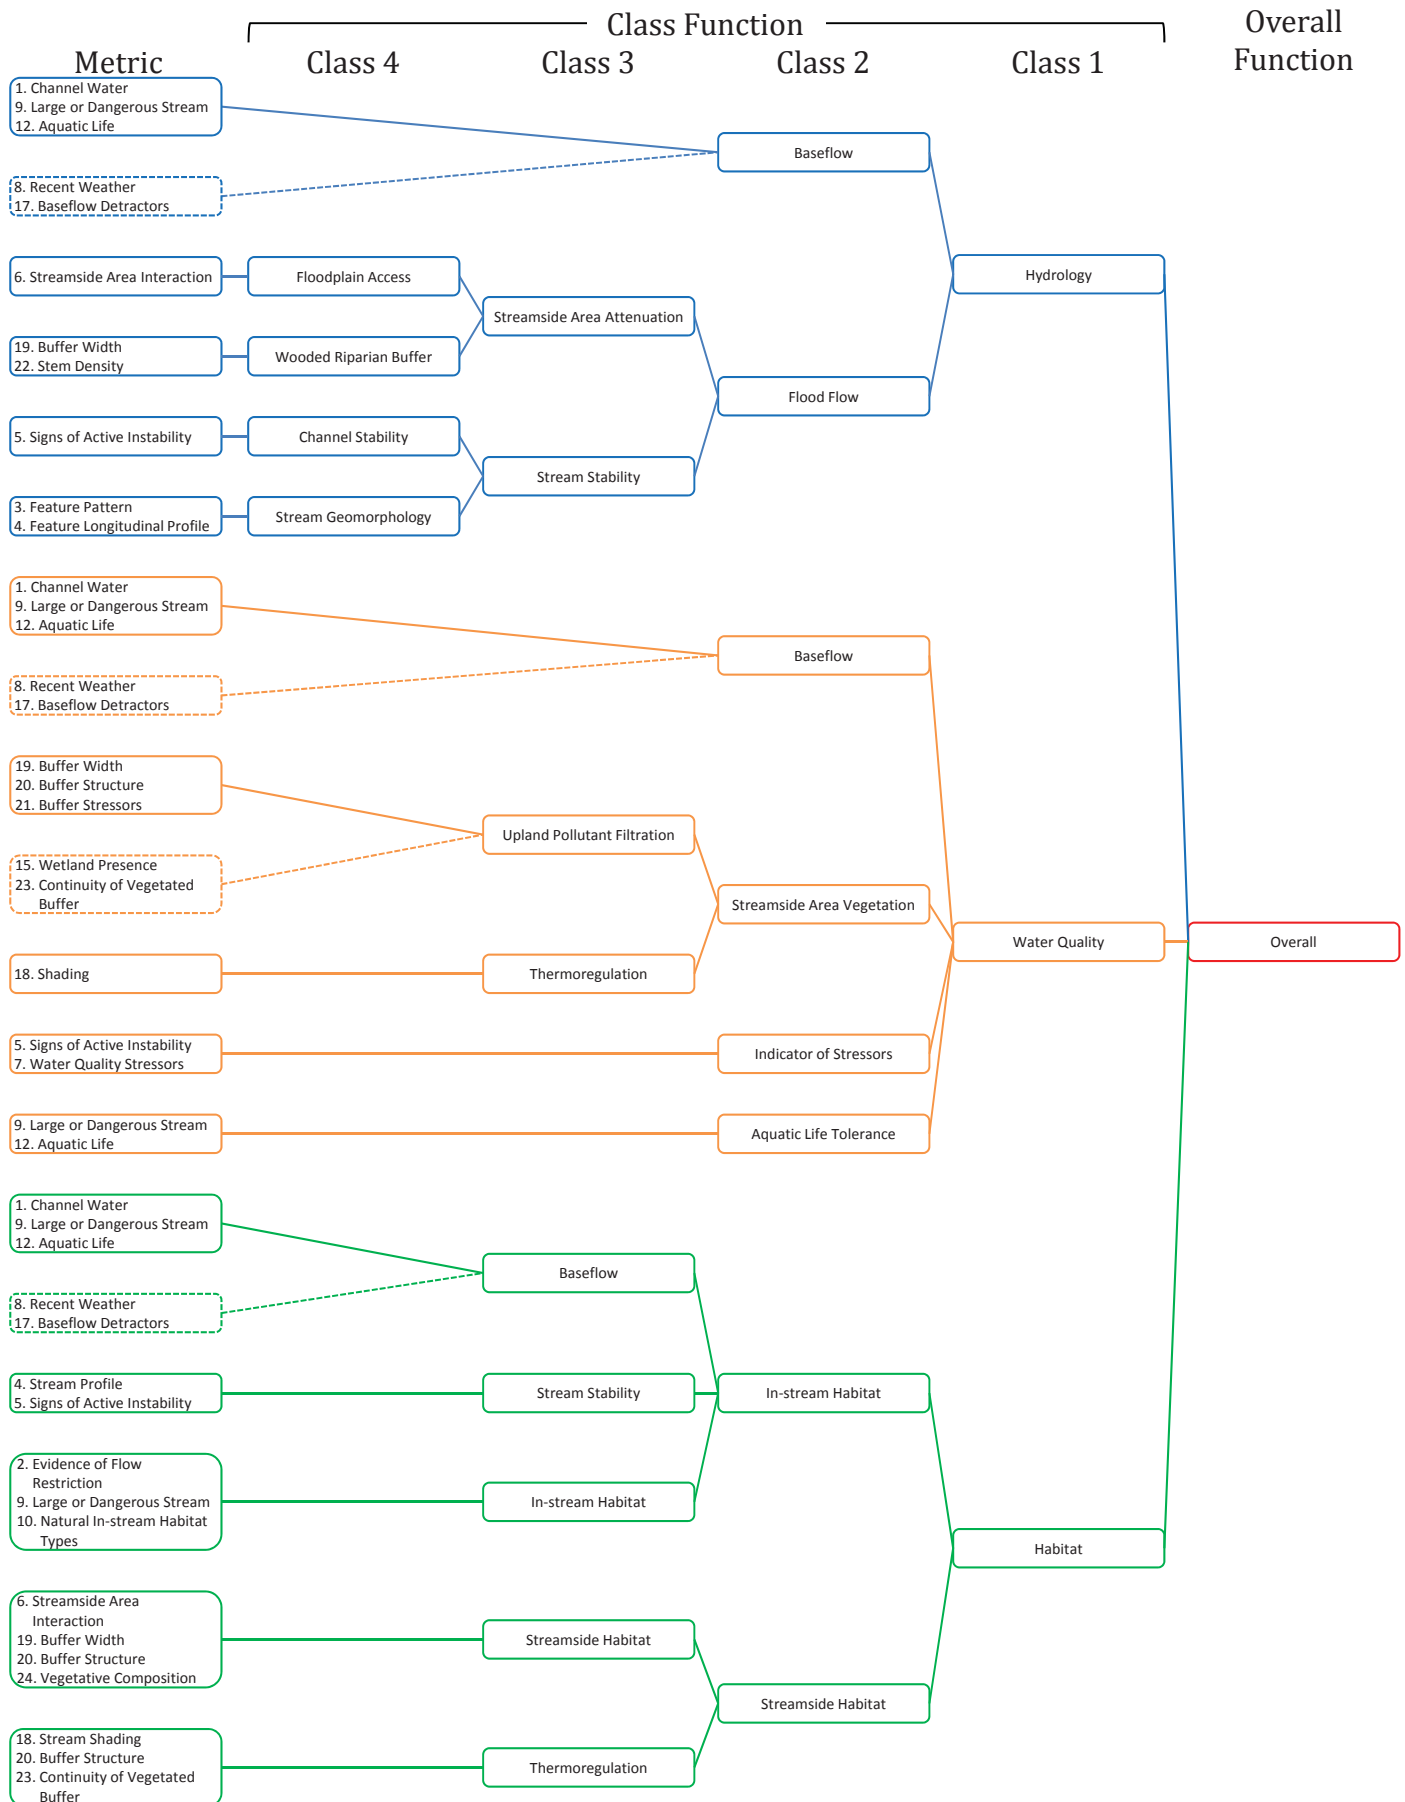 Class Function
Overall
Function
Metric
Class 4
Class 3
Class 2
Class 1
1. Channel Water
9. Large or Dangerous Stream
12. Aquatic Life
Baseflow
8. Recent Weather
17. Baseflow Detractors
6. Streamside Area Interaction
Floodplain Access
Hydrology
Streamside Area Attenuation
19. Buffer Width
22. Stem Density
Wooded Riparian Buffer
Flood Flow
5. Signs of Active Instability
Channel Stability
Stream Stability
3. Feature Pattern
4. Feature Longitudinal Profile
Stream Geomorphology
1. Channel Water
9. Large or Dangerous Stream
12. Aquatic Life
Baseflow
8. Recent Weather
17. Baseflow Detractors
19. Buffer Width
20. Buffer Structure
21. Buffer Stressors
Upland Pollutant Filtration
15. Wetland Presence
23. Continuity of Vegetated
Buffer
Streamside Area Vegetation
Water Quality
Overall
18. Shading
Thermoregulation
5. Signs of Active Instability
7. Water Quality Stressors
Indicator of Stressors
9. Large or Dangerous Stream
12. Aquatic Life
Aquatic Life Tolerance
1. Channel Water
9. Large or Dangerous Stream
12. Aquatic Life
Baseflow
8. Recent Weather
17. Baseflow Detractors
4. Stream Profile
5. Signs of Active Instability
Stream Stability
In-stream Habitat
2. Evidence of Flow
Restriction
9. Large or Dangerous Stream
10. Natural In-stream Habitat
Types
In-stream Habitat
Habitat
6. Streamside Area
Interaction
19. Buffer Width
20. Buffer Structure
24. Vegetative Composition
Streamside Habitat
Streamside Habitat
18. Stream Shading
20. Buffer Structure
23. Continuity of Vegetated
Buffer
Thermoregulation